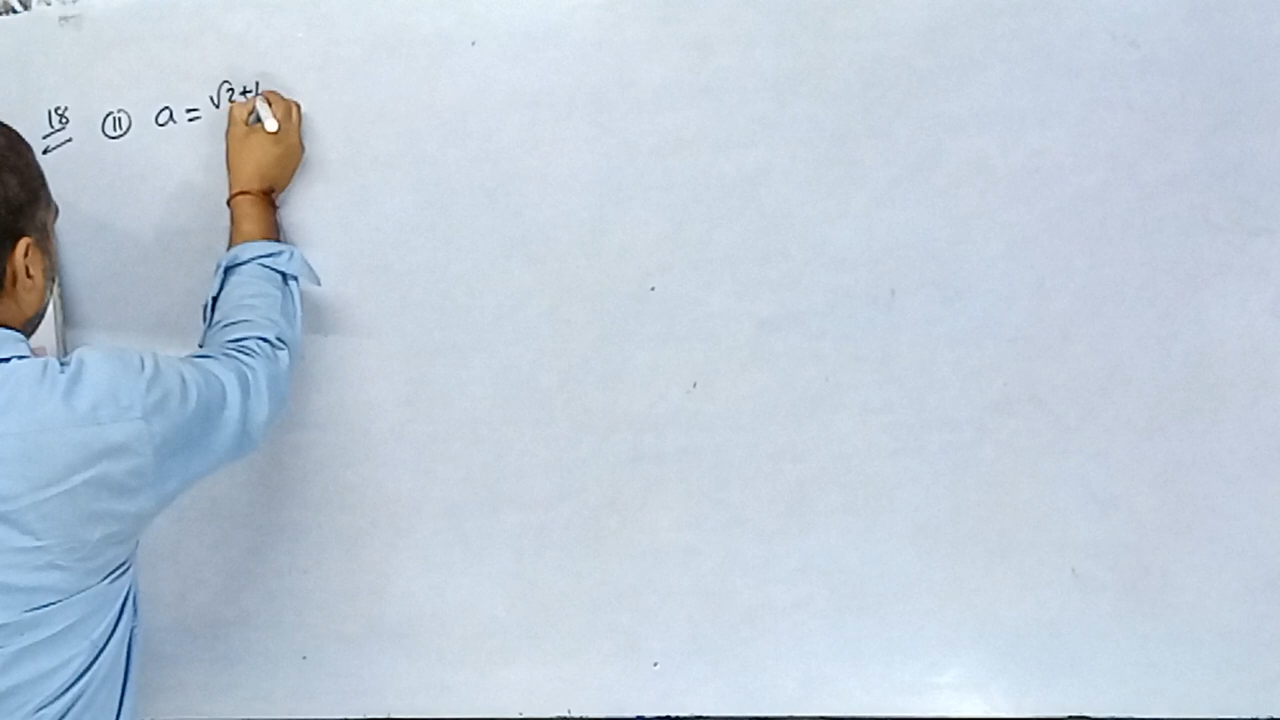 18 (ii) a = √2+1